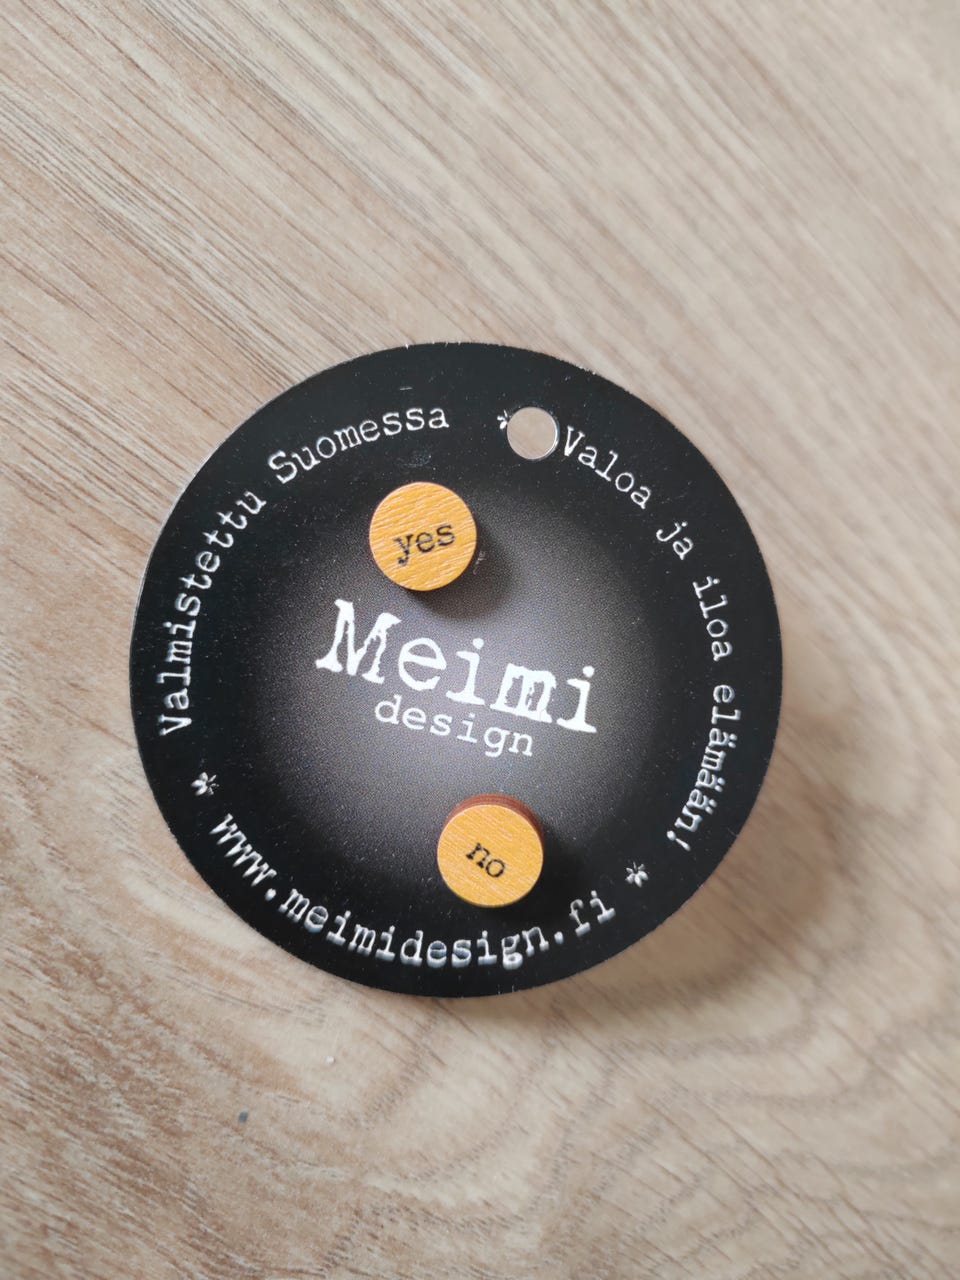 Valmistettu Suomessa
* Valoa ja iloa elämään!
yes
Meimi
design
no
* www.meimidesign.fi *